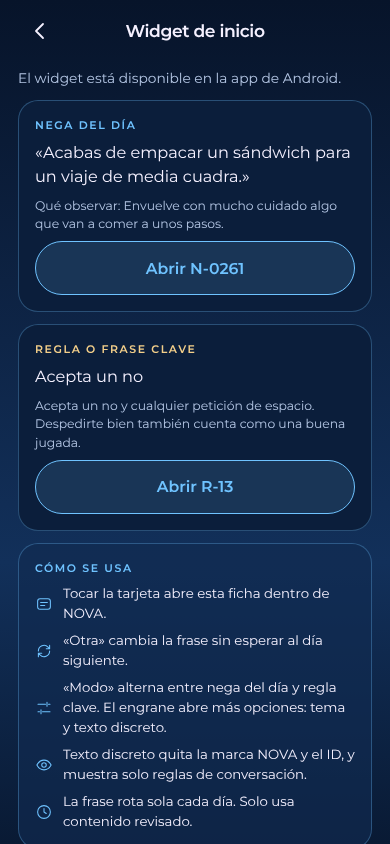 Widget de inicio
El widget está disponible en la app de Android.
NEGA DEL DÍA
«Acabas de empacar un sándwich para
un viaje de media cuadra.»
Qué observar: Envuelve con mucho cuidado algo
que van a comer a unos pasos.
Abrir N-0261
REGLA O FRASE CLAVE
Acepta un no
Acepta un no y cualquier petición de espacio.
Despedirte bien también cuenta como una buena
jugada.
Abrir R-13
CÓMO SE USA
Tocar la tarjeta abre esta ficha dentro de
NOVA.
«Otra» cambia la frase sin esperar al día
siguiente.
«Modo» alterna entre nega del día y regla
clave. El engrane abre más opciones: tema
y texto discreto.
Texto discreto quita la marca NOVA y el ID, y
muestra solo reglas de conversación.
La frase rota sola cada día. Solo usa
contenido revisado.